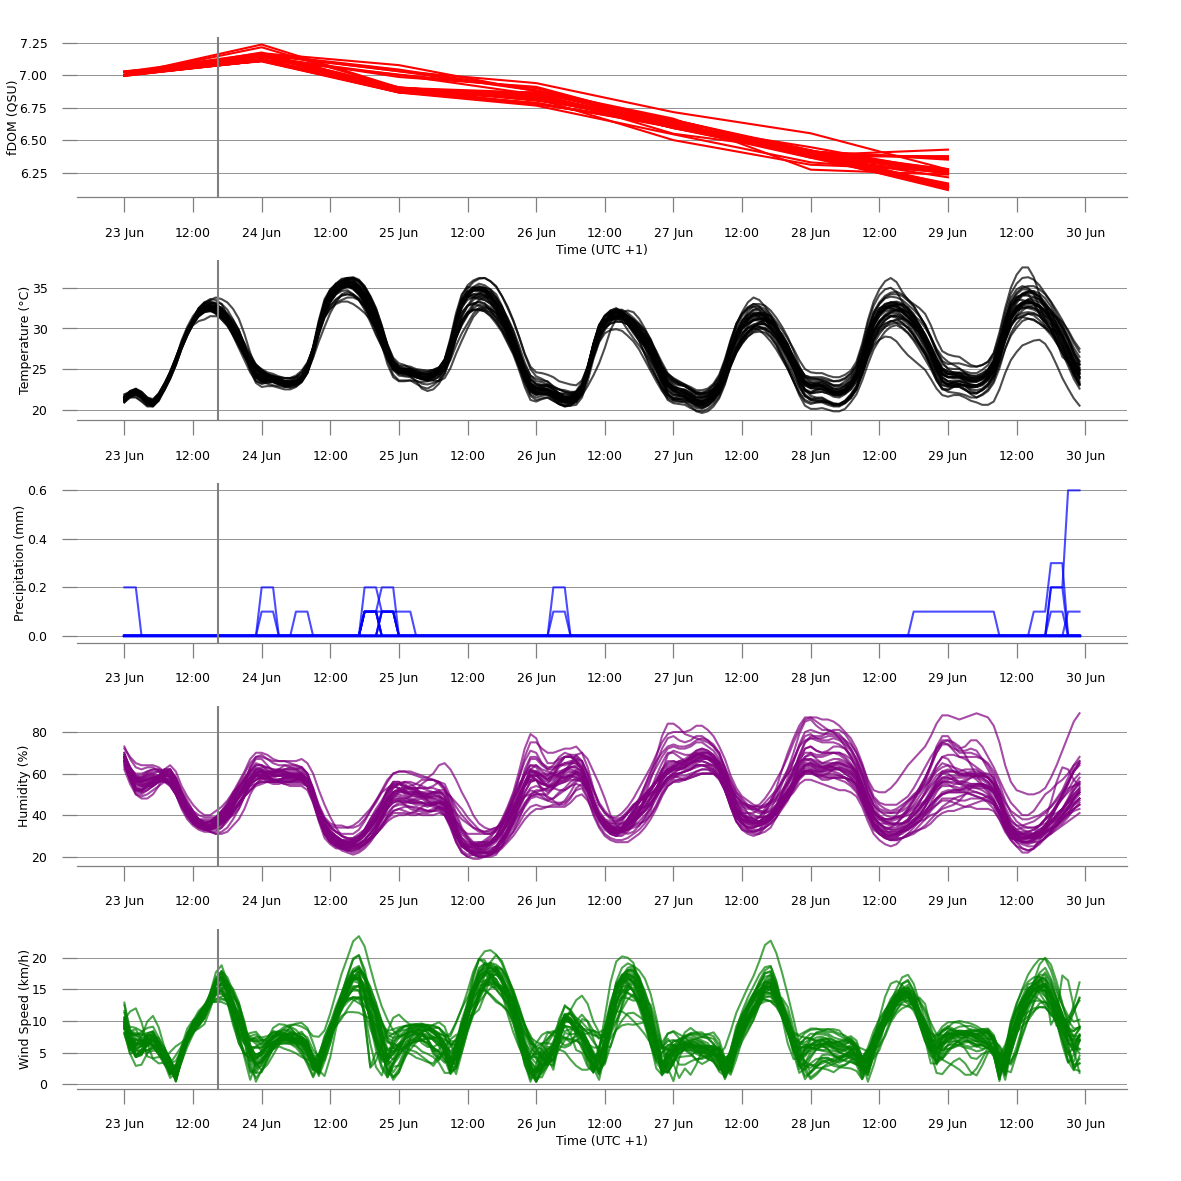 fDOM (QSU)
7.25
7.00
6.75
6.50
6.25
23 Jun 12:00 24 Jun 12:00 25 Jun 12:00 26 Jun 12:00 27 Jun 12:00 28 Jun 12:00 29 Jun 12:00 30 Jun
Time (UTC +1)
Temperature (°C)
35
30
25
20
23 Jun 12:00 24 Jun 12:00 25 Jun 12:00 26 Jun 12:00 27 Jun 12:00 28 Jun 12:00 29 Jun 12:00 30 Jun
Precipitation (mm)
0.6
0.4
0.2
0.0
23 Jun 12:00 24 Jun 12:00 25 Jun 12:00 26 Jun 12:00 27 Jun 12:00 28 Jun 12:00 29 Jun 12:00 30 Jun
Humidity (%)
80
60
40
20
23 Jun 12:00 24 Jun 12:00 25 Jun 12:00 26 Jun 12:00 27 Jun 12:00 28 Jun 12:00 29 Jun 12:00 30 Jun
Wind Speed (km/h)
20
15
10
5
0
23 Jun 12:00 24 Jun 12:00 25 Jun 12:00 26 Jun 12:00 27 Jun 12:00 28 Jun 12:00 29 Jun 12:00 30 Jun
Time (UTC +1)